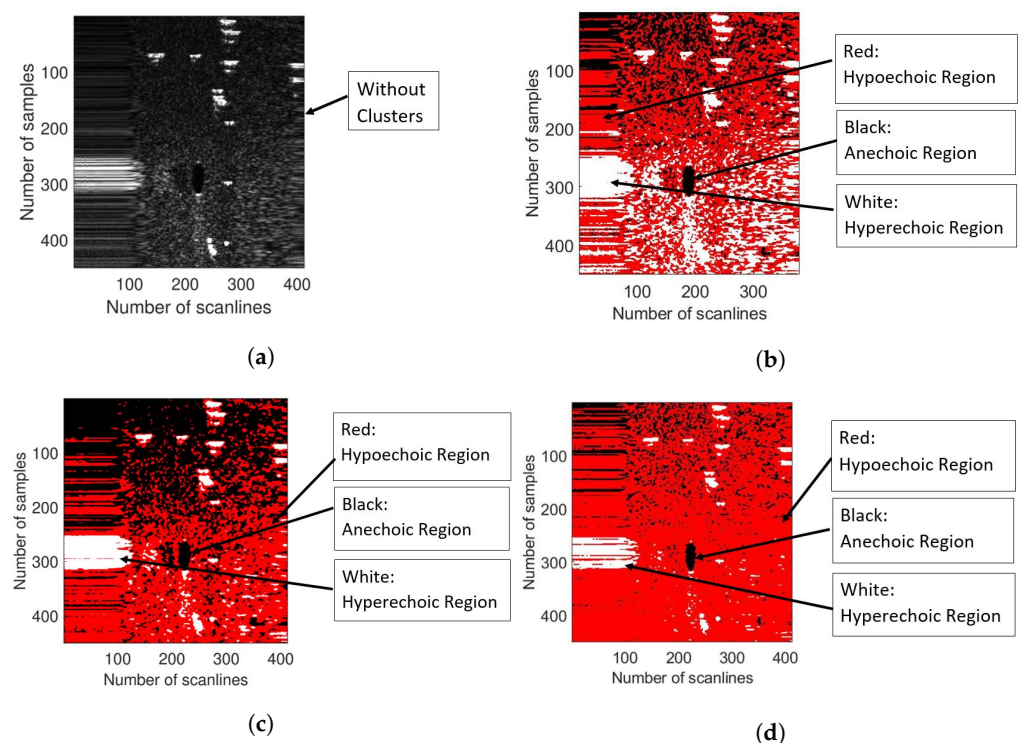 Number of samples
100
200
300
400
100
200
300
400
Number of scanlines
Without
Clusters
(a)
Number of samples
100
200
300
400
100
200
300
Number of scanlines
Red:
Hypoechoic Region
Black:
Anechoic Region
White:
Hyperechoic Region
(b)
Number of samples
100
200
300
400
100
200
300
400
Number of scanlines
Red:
Hypoechoic Region
Black:
Anechoic Region
White:
Hyperechoic Region
(c)
Number of samples
100
200
300
400
100
200
300
400
Number of scanlines
Red:
Hypoechoic Region
Black:
Anechoic Region
White:
Hyperechoic Region
(d)